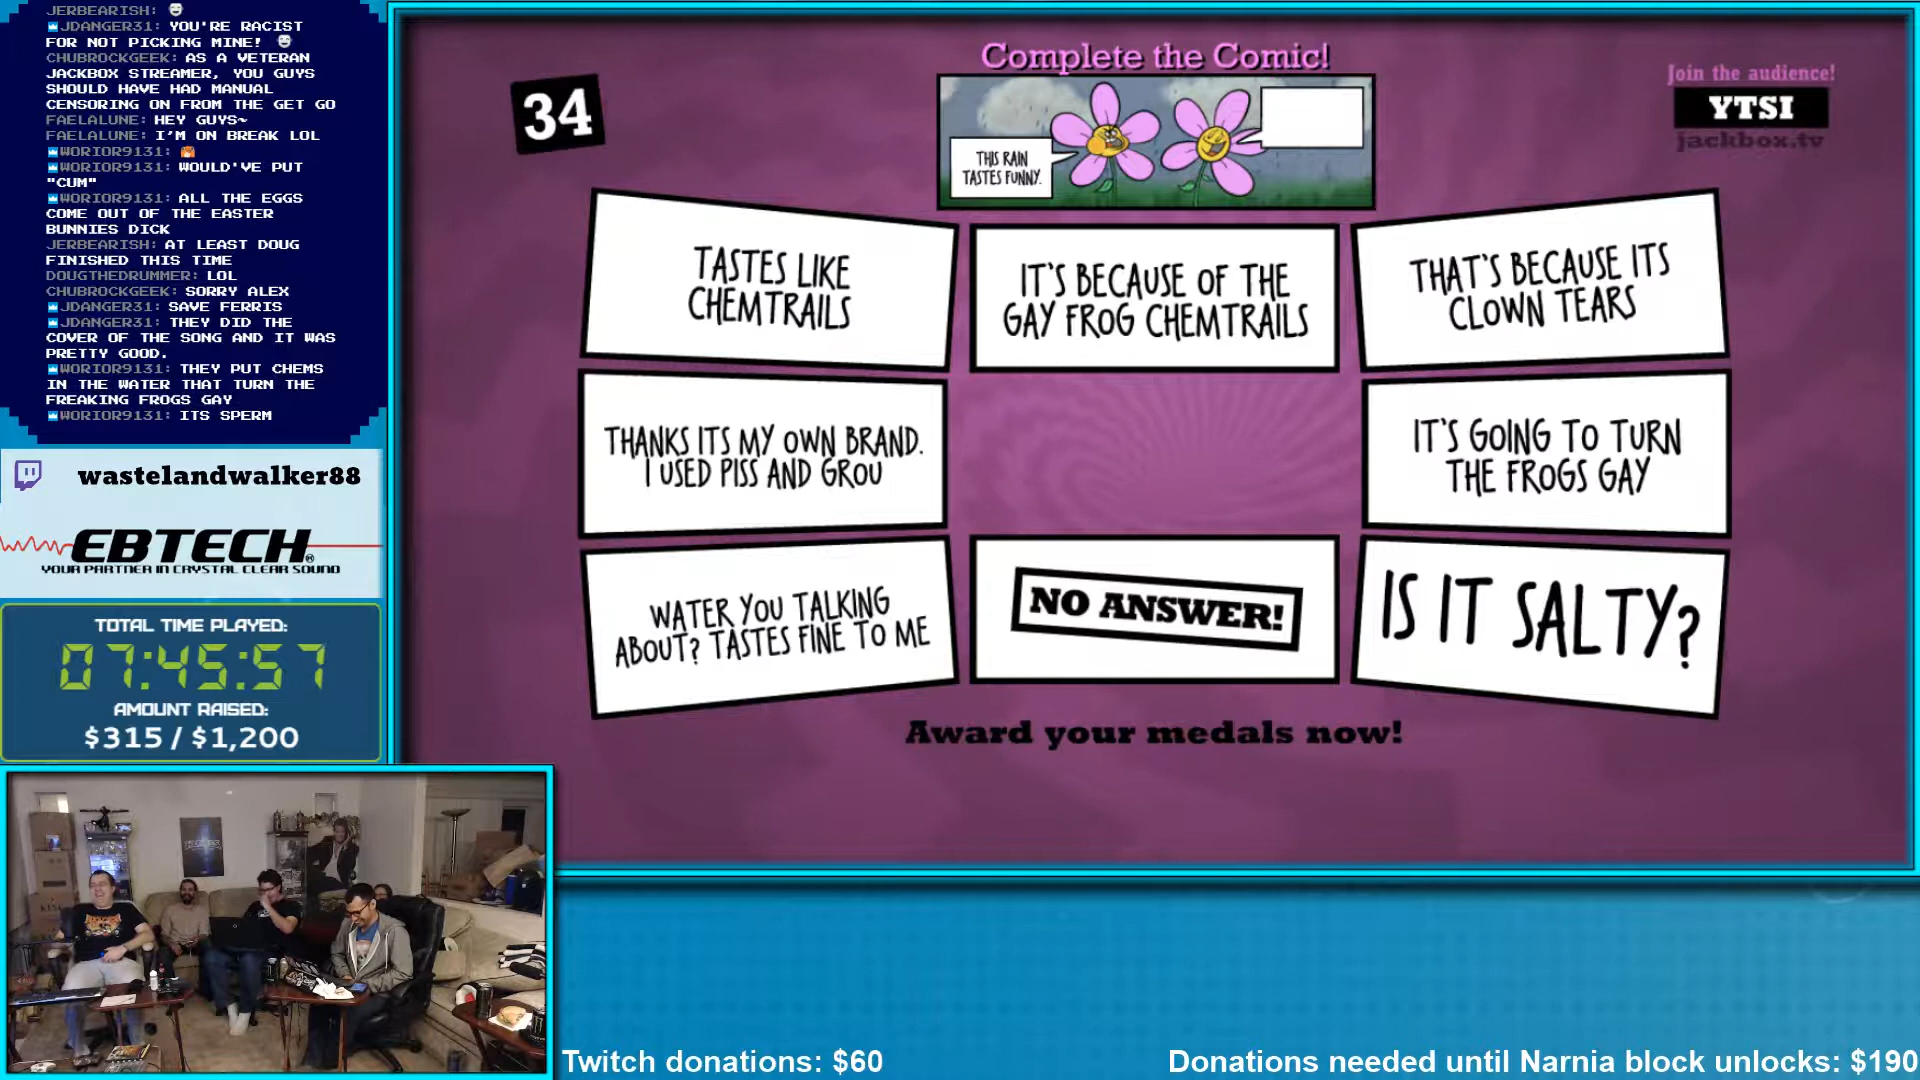 JERBEARISH:
JDANGER31: YOU'RE RACIST
FOR NOT PICKING MINE!
CHUBROCKGEEK: AS A VETERAN
JACKBOX STREAMER, YOU GUYS
SHOULD HAVE HAD MANUAL
CENSORING ON FROM THE GET GO
FAELALUNE: HEY GUYS~
FAELALUNE: I'M ON BREAK LOL
WORIOR9131:
WORIOR9131: WOULD'VE PUT
"CUM"
WORIOR9131: ALL THE EGGS
COME OUT OF THE EASTER
BUNNIES DICK
JERBEARISH: AT LEAST DOUG
FINISHED THIS TIME
DOUGTHEDRUMMER: LOL
CHUBROCKGEEK: SORRY ALEX
JDANGER31: SAVE FERRIS
JDANGER31: THEY DID THE
COVER OF THE SONG AND IT WAS
PRETTY GOOD.
WORIOR9131: THEY PUT CHEMS
IN THE WATER THAT TURN THE
FREAKING FROGS GAY
WORIOR9131: ITS SPERM
wastelandwalker88
EBTECH®
YOUR PARTNER IN CRYSTAL CLEAR SOUND
TOTAL TIME PLAYED:
07:45:57
AMOUNT RAISED:
$315 / $1,200
Complete the Comic!
34
THIS RAIN
TASTES FUNNY.
Join the audience!
YTSI
jackbox.tv
TASTES LIKE
CHEMTRAILS
IT'S BECAUSE OF THE
GAY FROG CHEMTRAILS
THAT'S BECAUSE ITS
CLOWN TEARS
THANKS ITS MY OWN BRAND.
I USED PISS AND GROU
IT'S GOING TO TURN
THE FROGS GAY
WATER YOU TALKING
ABOUT? TASTES FINE TO ME
NO ANSWER!
IS IT SALTY?
Award your medals now!
Twitch donations: $60
Donations needed until Narnia block unlocks: $190